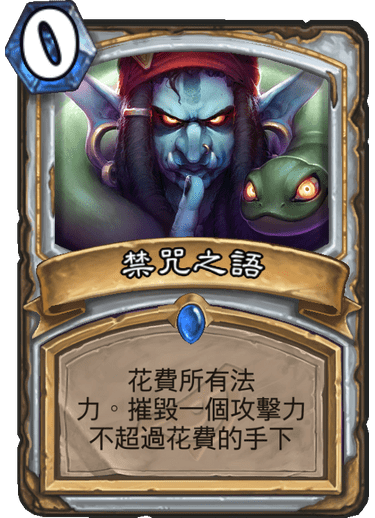 0
禁咒之語
花費所有法
力。摧毀一個攻擊力
不超過花費的手下